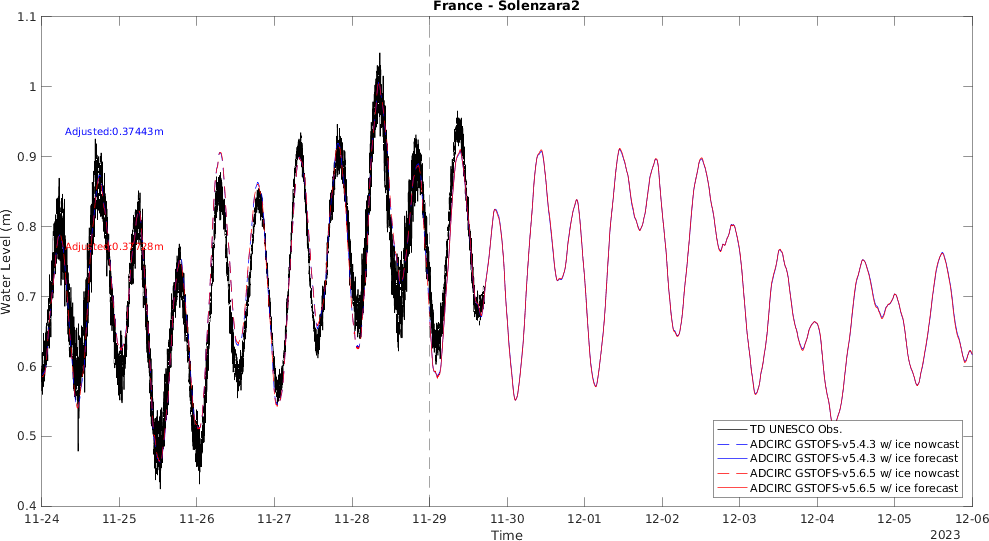 France - Solenzara2
1.1
1
0.9
0.8
0.7
0.6
0.5
0.4
Water Level (m)
Adjusted:0.37443m
11-24
11-25
11-26
11-27
11-28
11-29
11-30
12-01
12-02
12-03
12-04
12-05
12-06
Time
2023
TD UNESCO Obs.
ADCIRC GSTOFS-v5.4.3 w/ ice nowcast
ADCIRC GSTOFS-v5.4.3 w/ ice forecast
ADCIRC GSTOFS-v5.6.5 w/ ice nowcast
ADCIRC GSTOFS-v5.6.5 w/ ice forecast